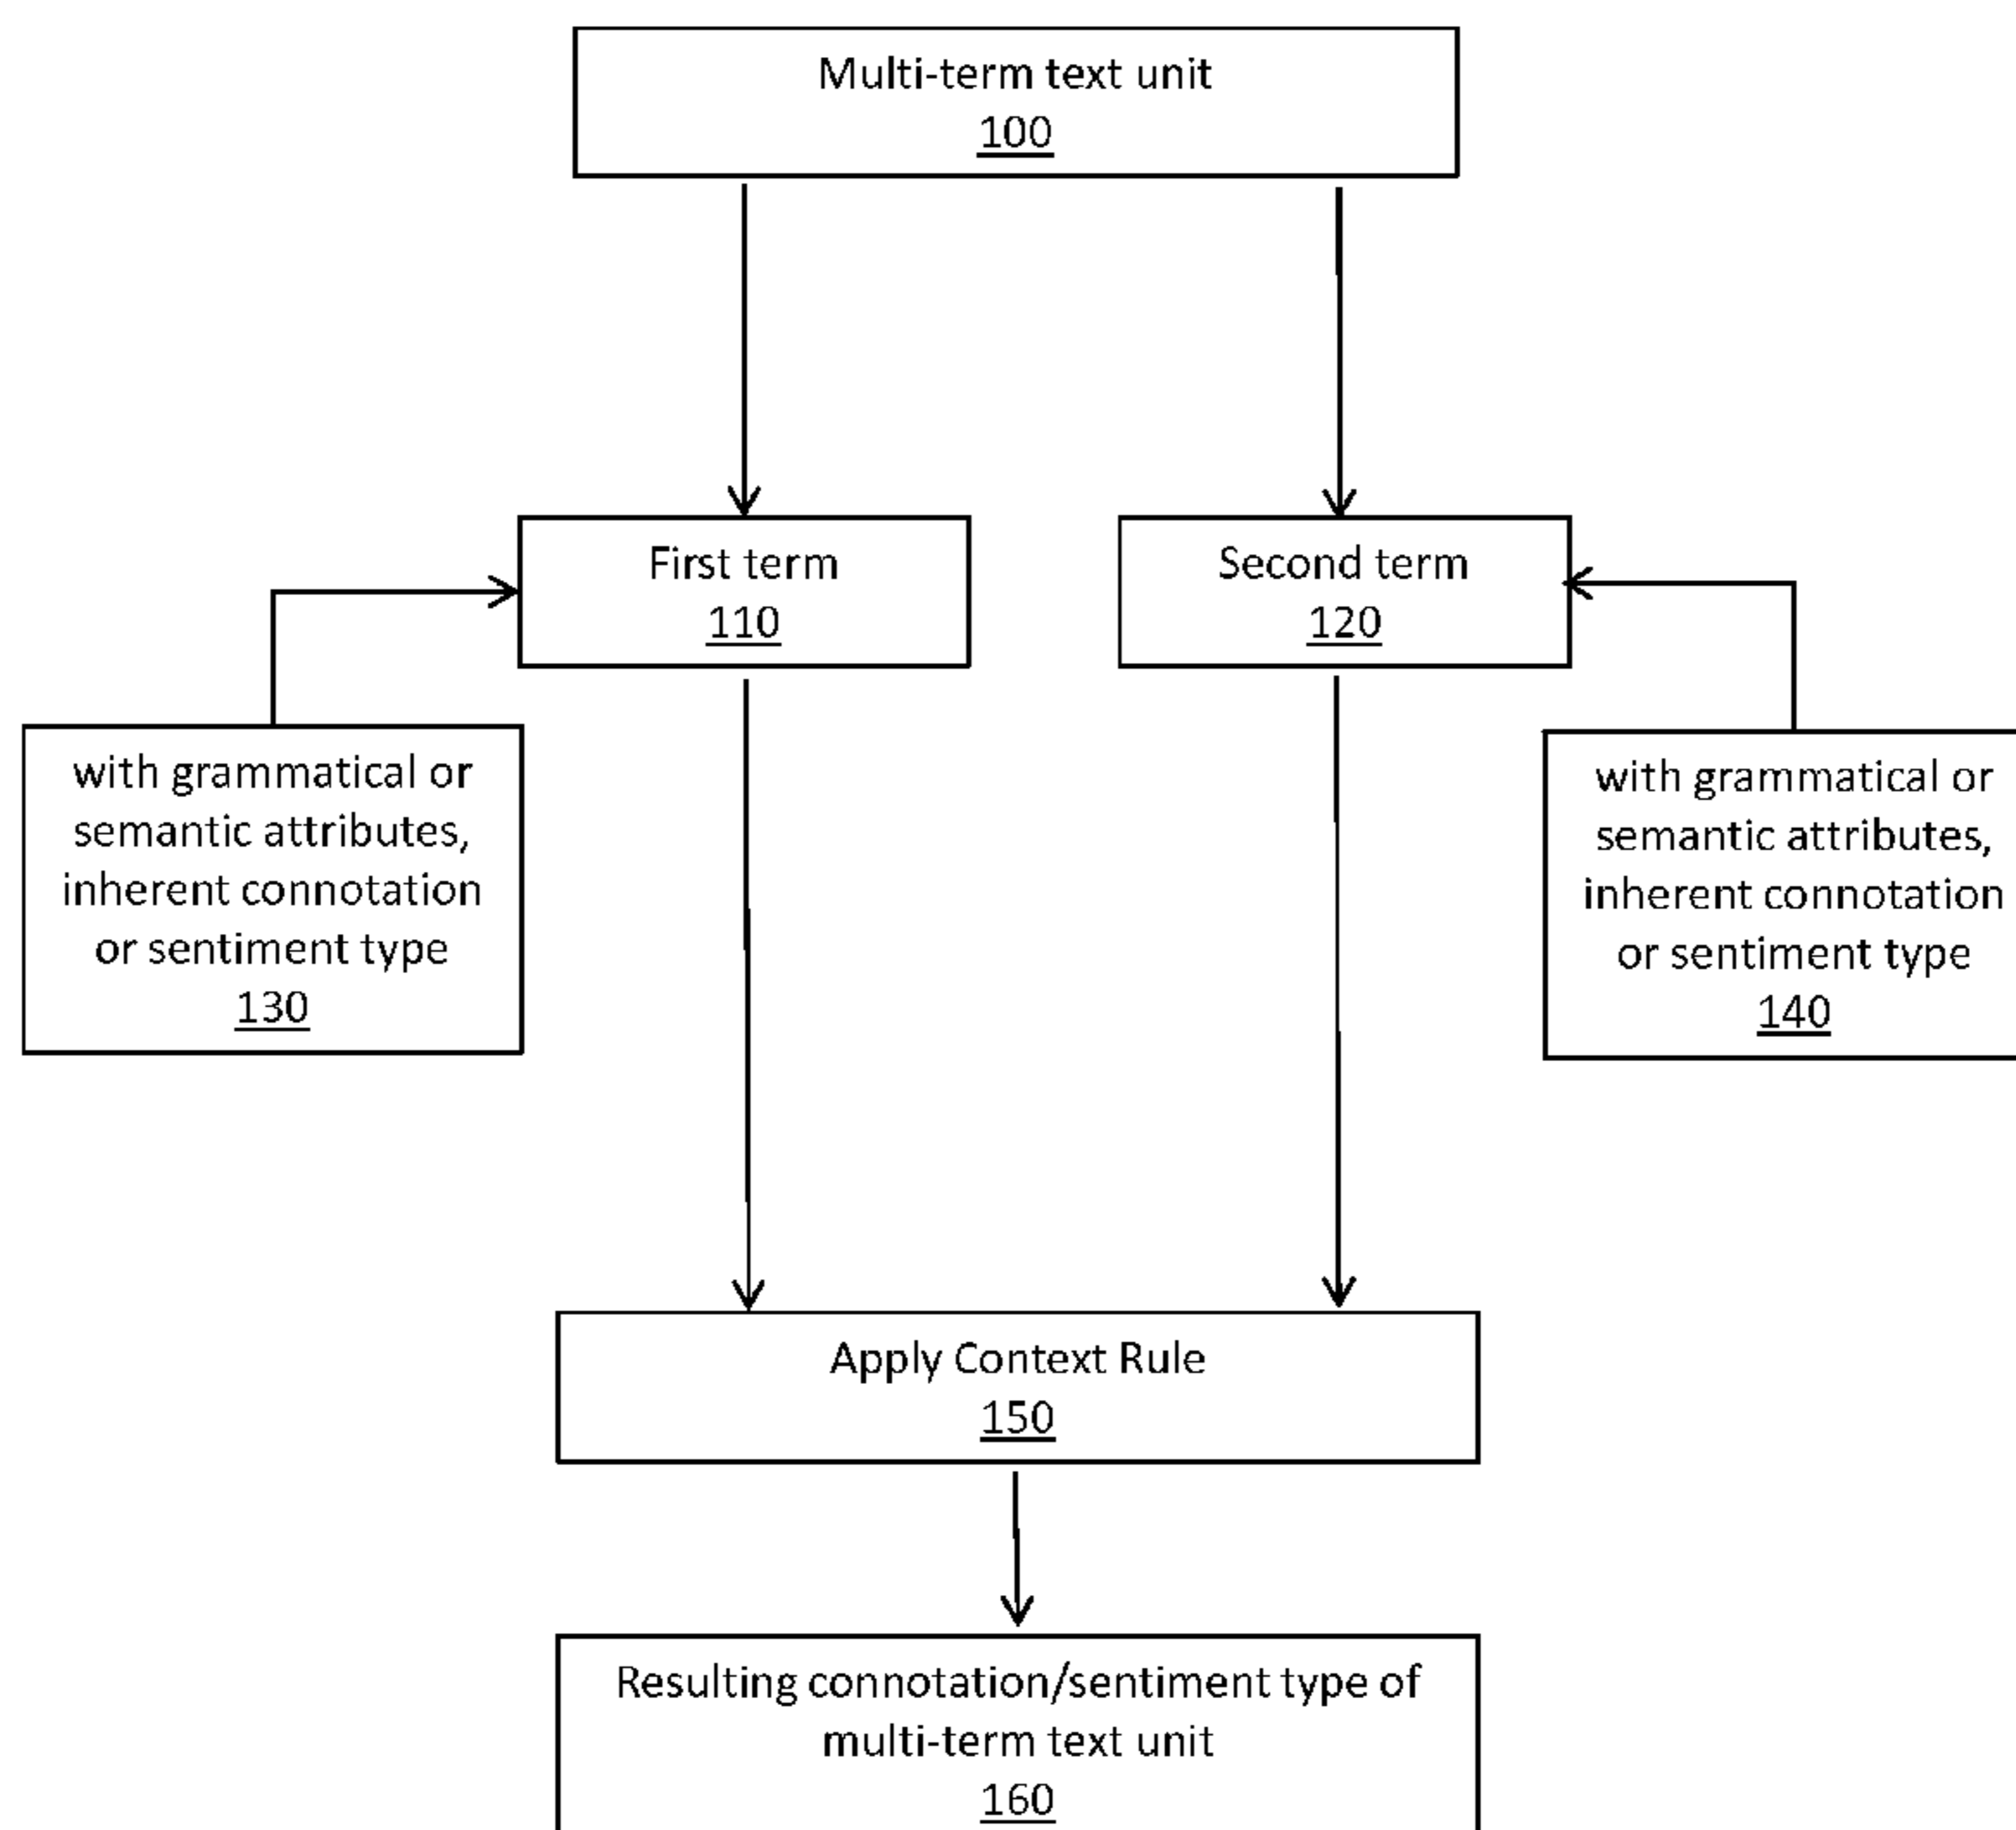 Multi-term text unit
100
First term
110
Second term
120
with grammatical or
semantic attributes,
inherent connotation
or sentiment type
130
with grammatical or
semantic attributes,
inherent connotation
or sentiment type
140
Apply Context Rule
150
Resulting connotation/sentiment type of
multi-term text unit
160